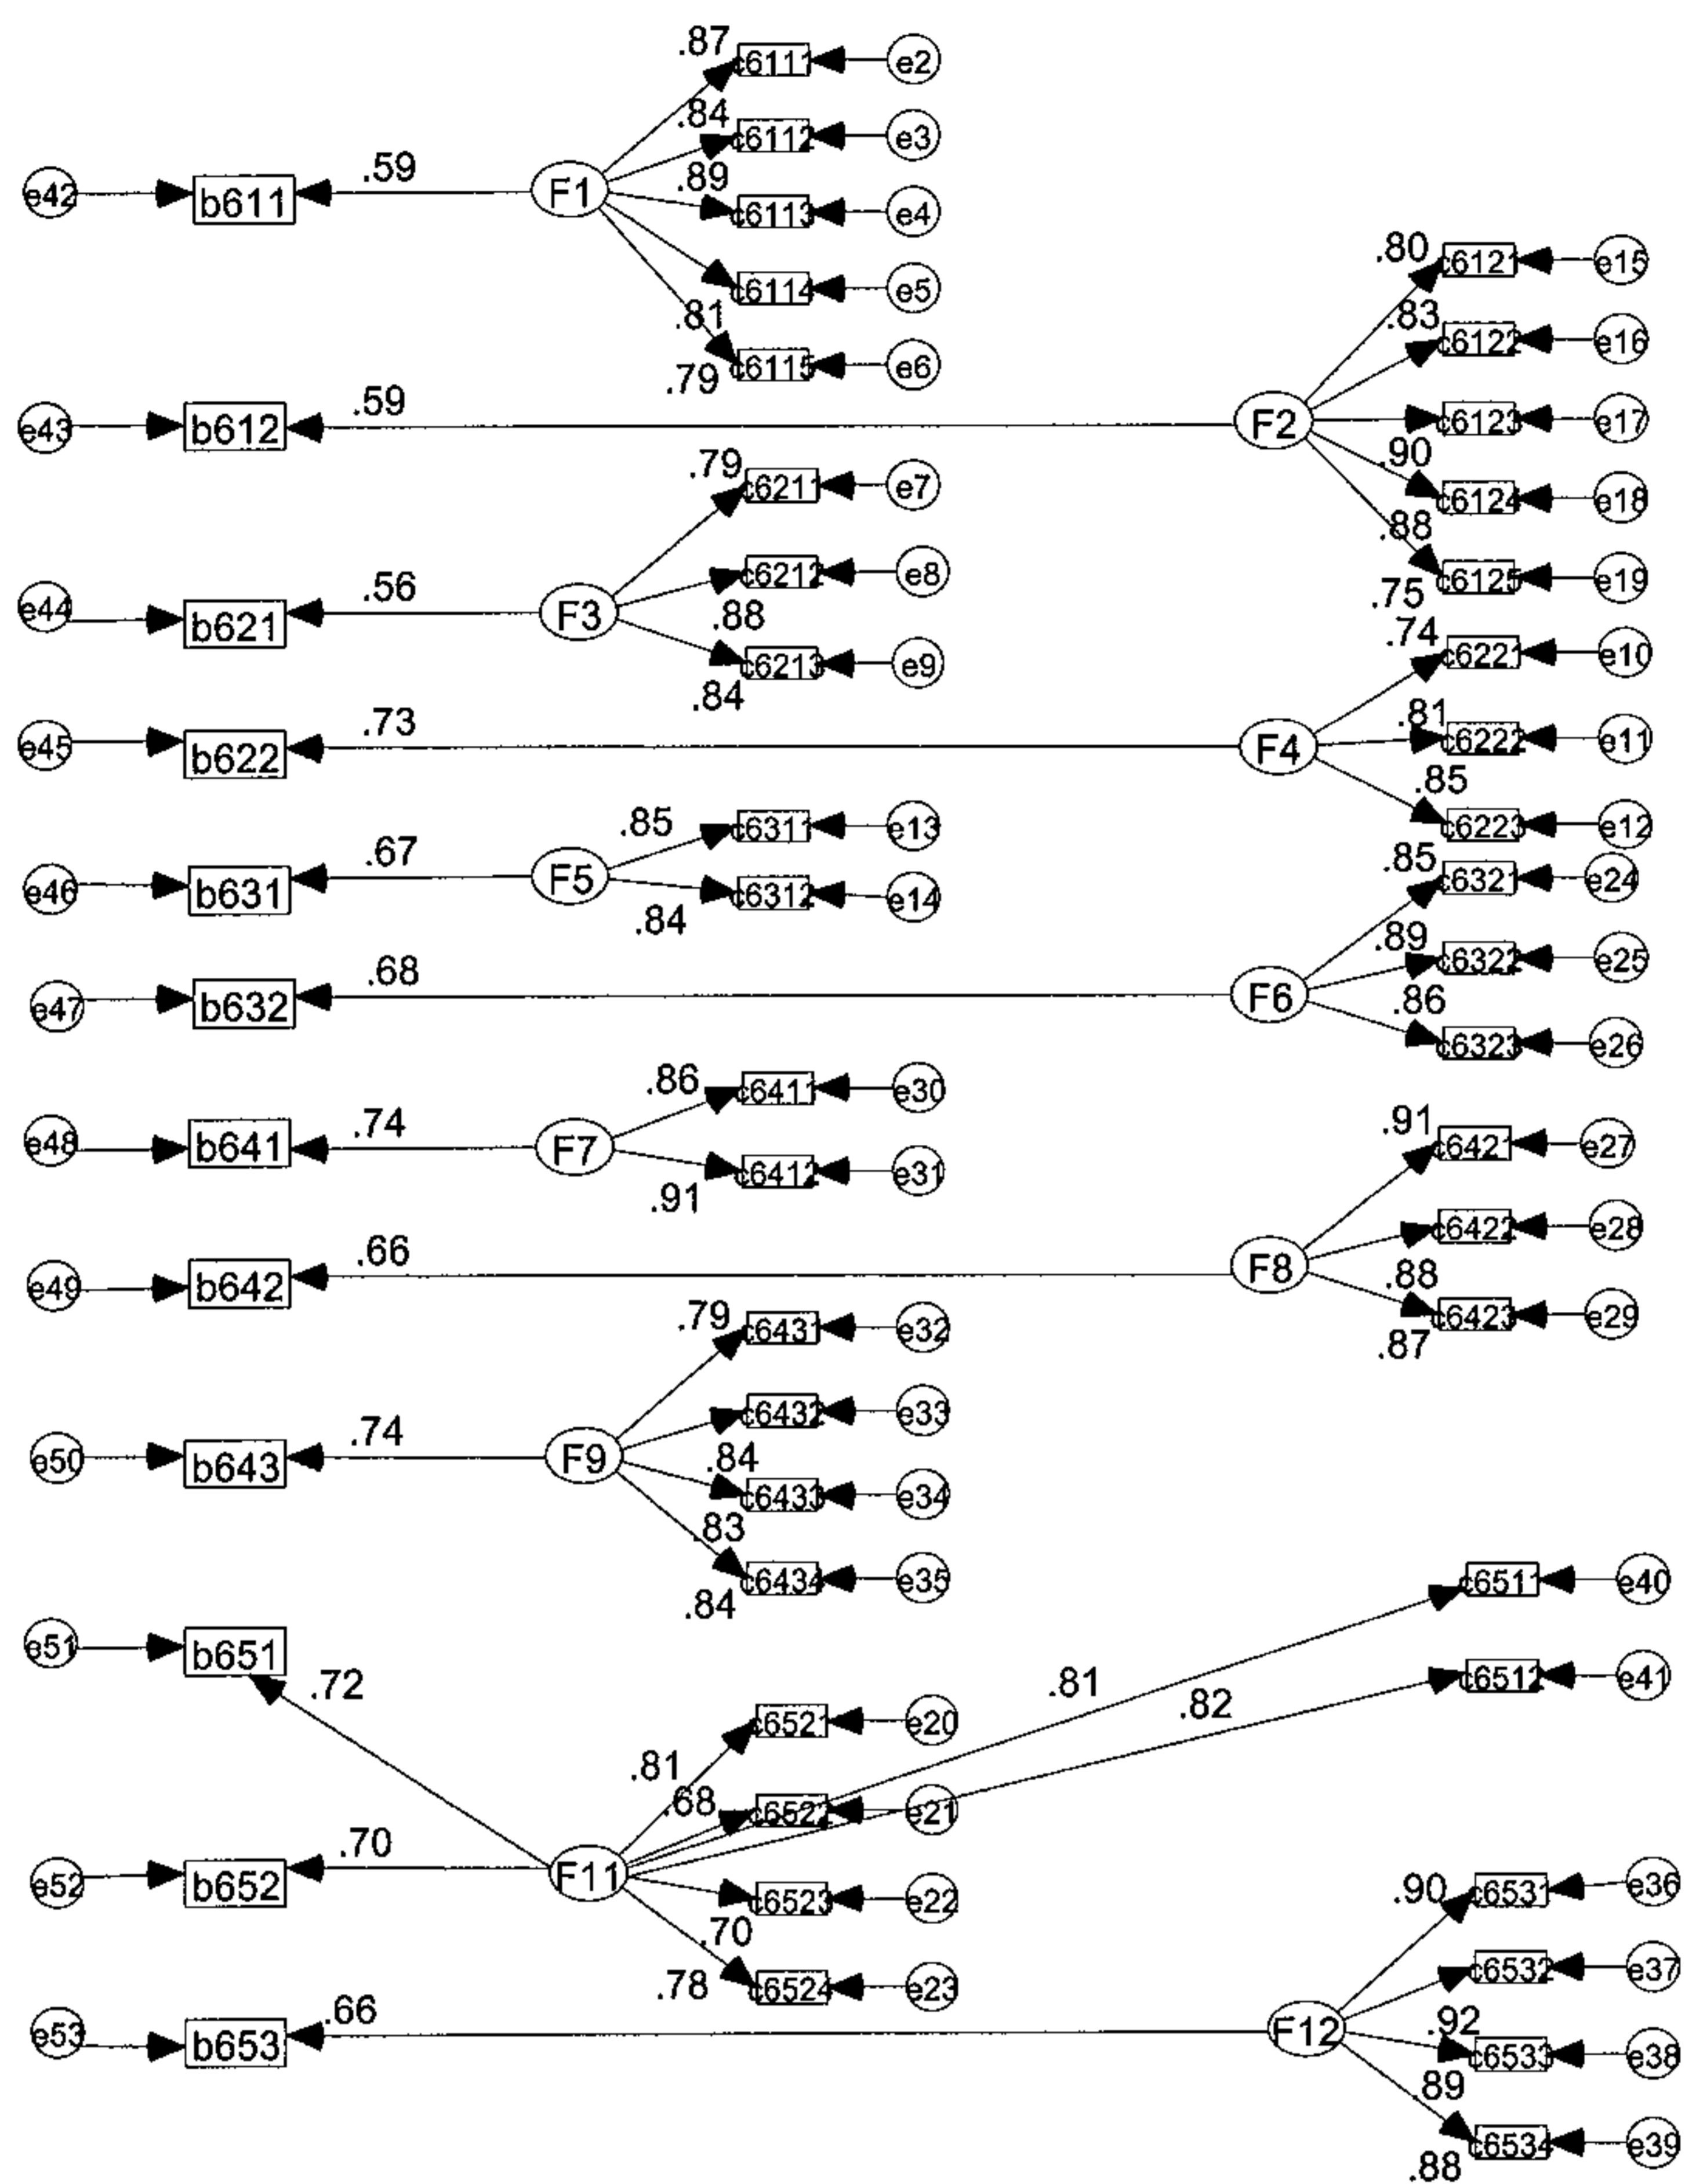 .87 c6111 e2
.84 c6112 e3
e42 b611 .59 F1 .89 c6113 e4
.80 c6121 e15
c6114 e5
.81 .83 c6122 e16
.79 c6115 e6
e43 b612 .59 F2 c6123 e17
.79 c6211 e7 .90 c6124 e18
c6212 e8 .88 c6125 e19
e44 b621 .56 F3 .88 .75
.84 c6213 e9 .74 c6221 e10
e45 b622 .73 F4 .81 c6222 e11
.85 c6311 e13 .85 c6223 e12
e46 b631 .67 F5 .84 c6312 e14 .85 c6321 e24
.89 c6322 e25
e47 b632 .68 F6 .86 c6323 e26
.86 c6411 e30
e48 b641 .74 F7 .91 c6412 e31 .91 c6421 e27
c6422 e28
e49 b642 .66 F8 .88
.79 c6431 e32 .87 c6423 e29
c6432 e33
e50 b643 .74 F9 .84 c6433 e34
.83
.84 c6434 e35 c6511 e40
e51 b651 .72 .81 .82 c6512 e41
.81 c6521 e20
.68 c6522 e21
e52 b652 .70 F11 c6523 e22 .90 c6531 e36
.70
.78 c6524 e23 c6532 e37
e53 b653 .66 F12 .92 c6533 e38
.89
.88 c6534 e39